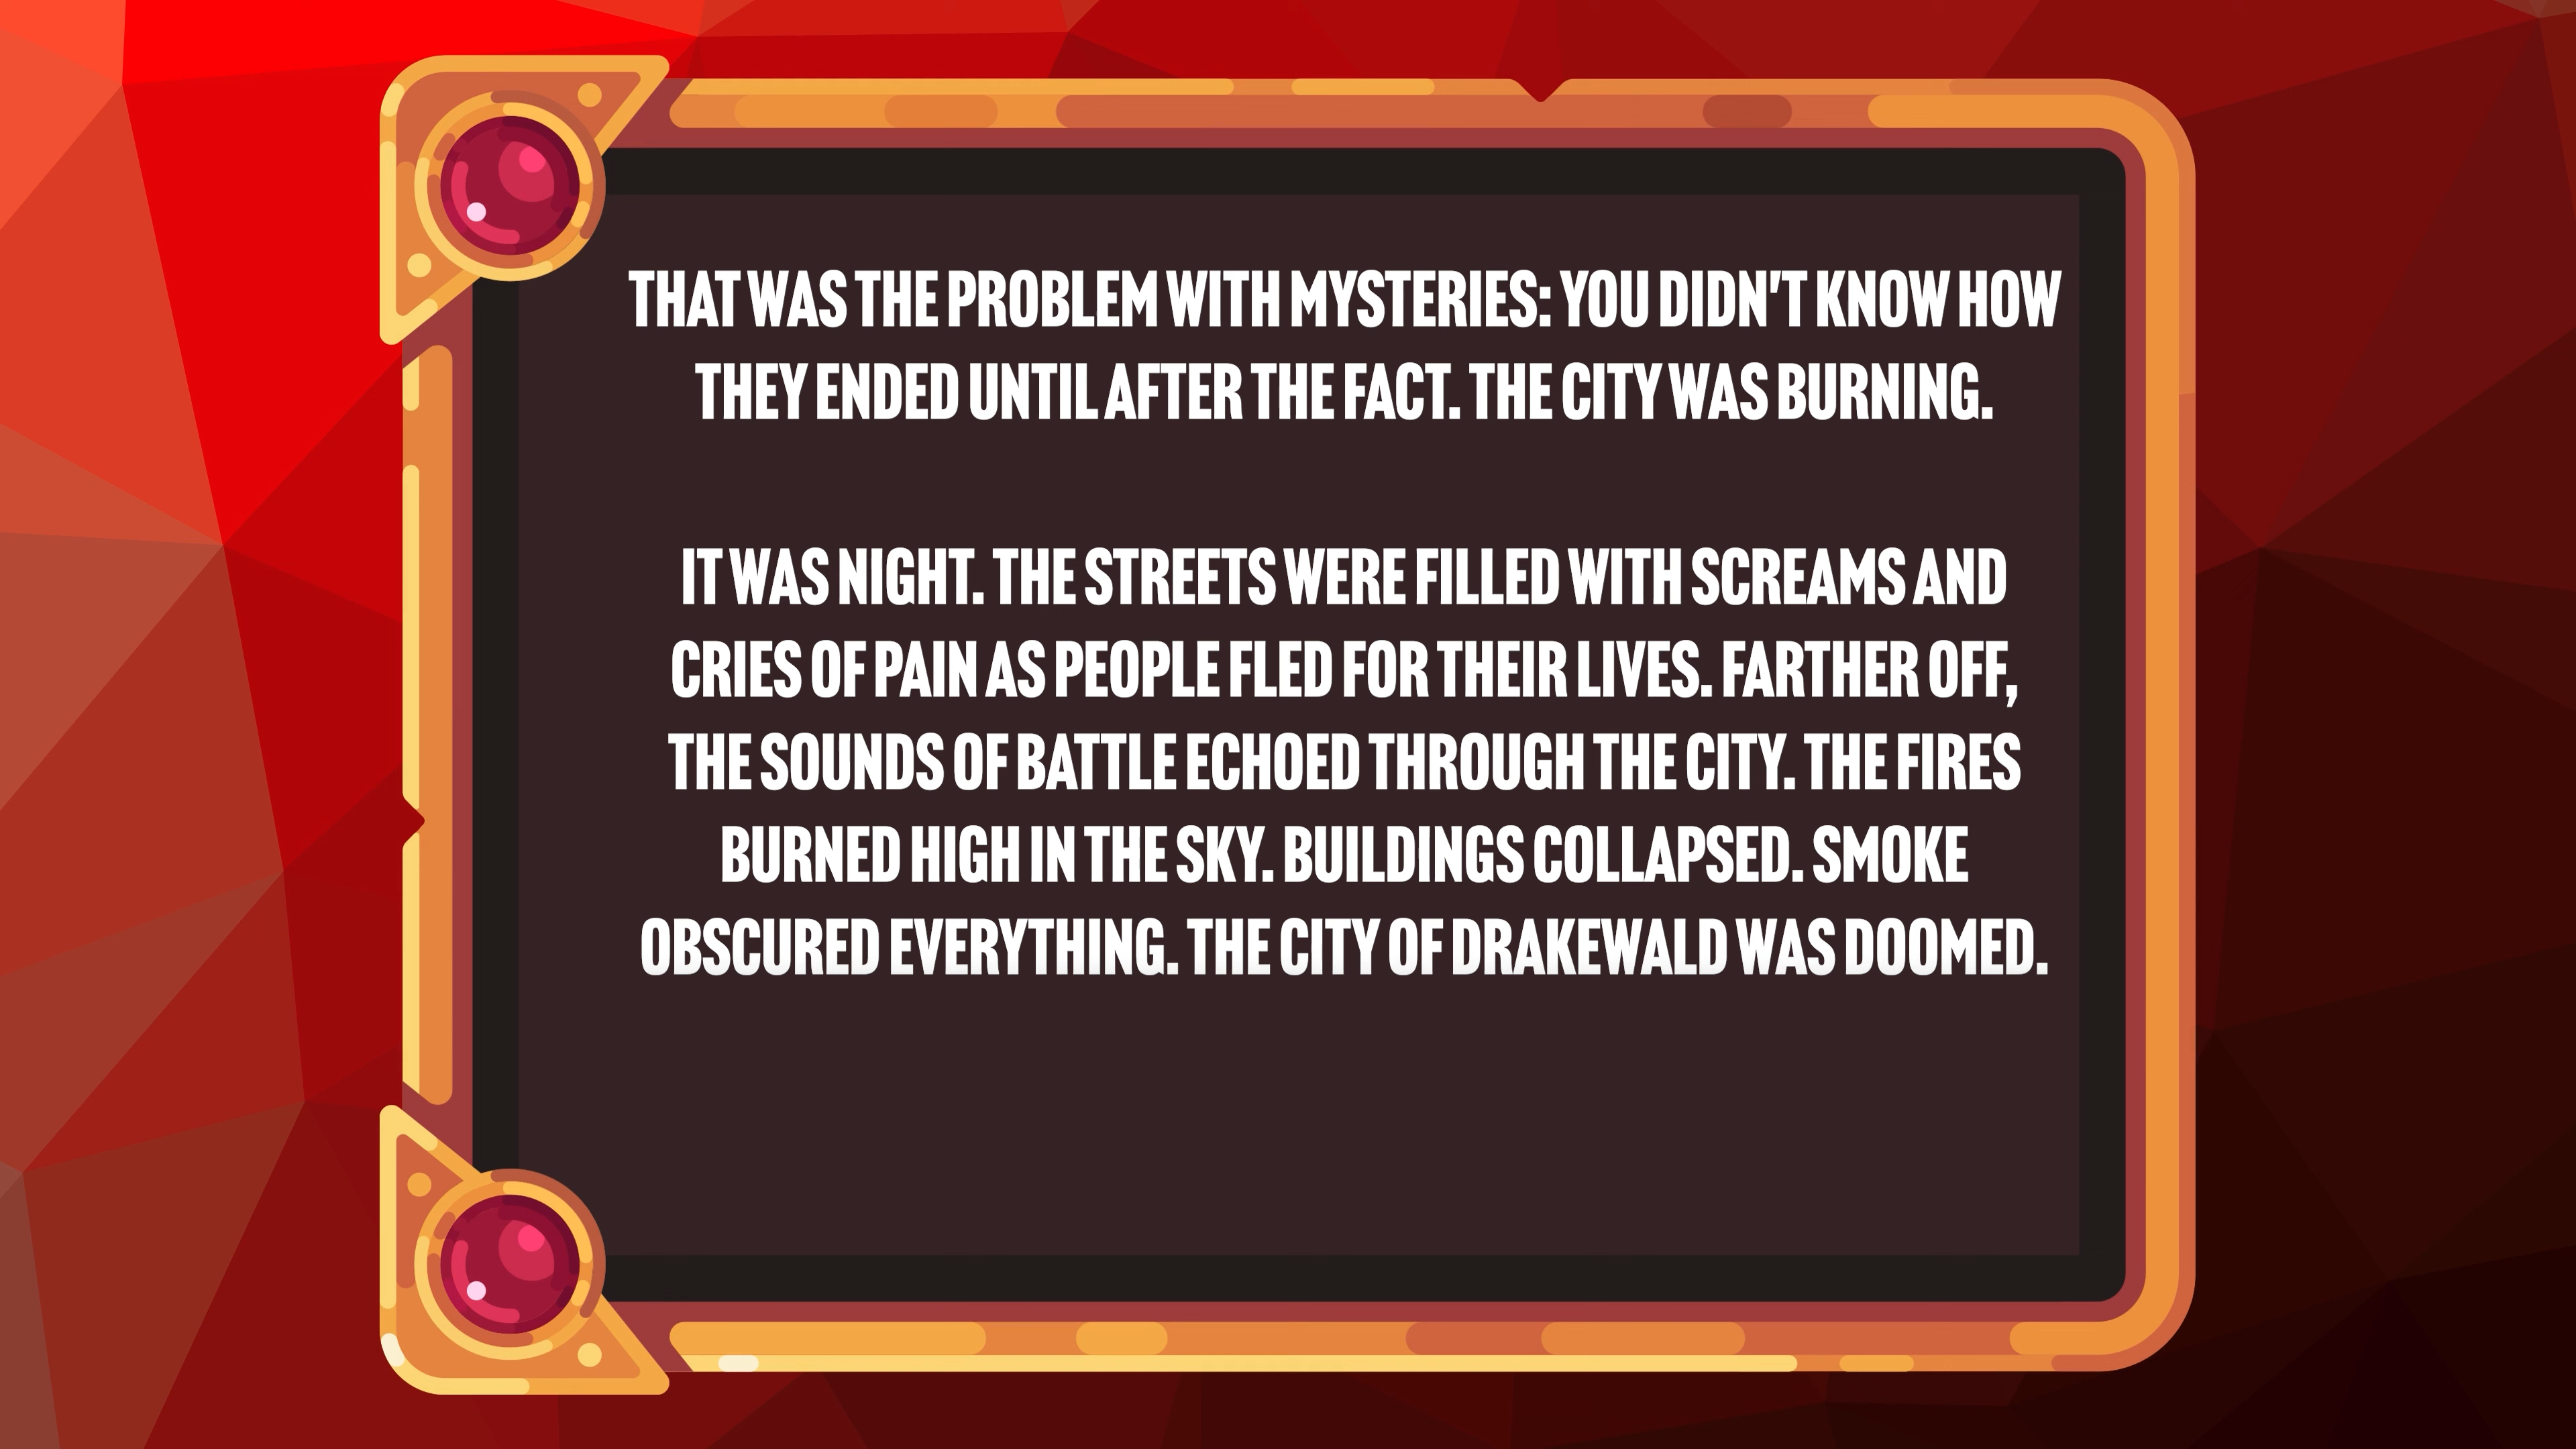 THAT WAS THE PROBLEM WITH MYSTERIES: YOU DIDN'T KNOW HOW
THEY ENDED UNTIL AFTER THE FACT. THE CITY WAS BURNING.
IT WAS NIGHT. THE STREETS WERE FILLED WITH SCREAMS AND
CRIES OF PAIN AS PEOPLE FLED FOR THEIR LIVES. FARTHER OFF,
THE SOUNDS OF BATTLE ECHOED THROUGH THE CITY. THE FIRES
BURNED HIGH IN THE SKY. BUILDINGS COLLAPSED. SMOKE
OBSCURED EVERYTHING. THE CITY OF DRAKEWALD WAS DOOMED.